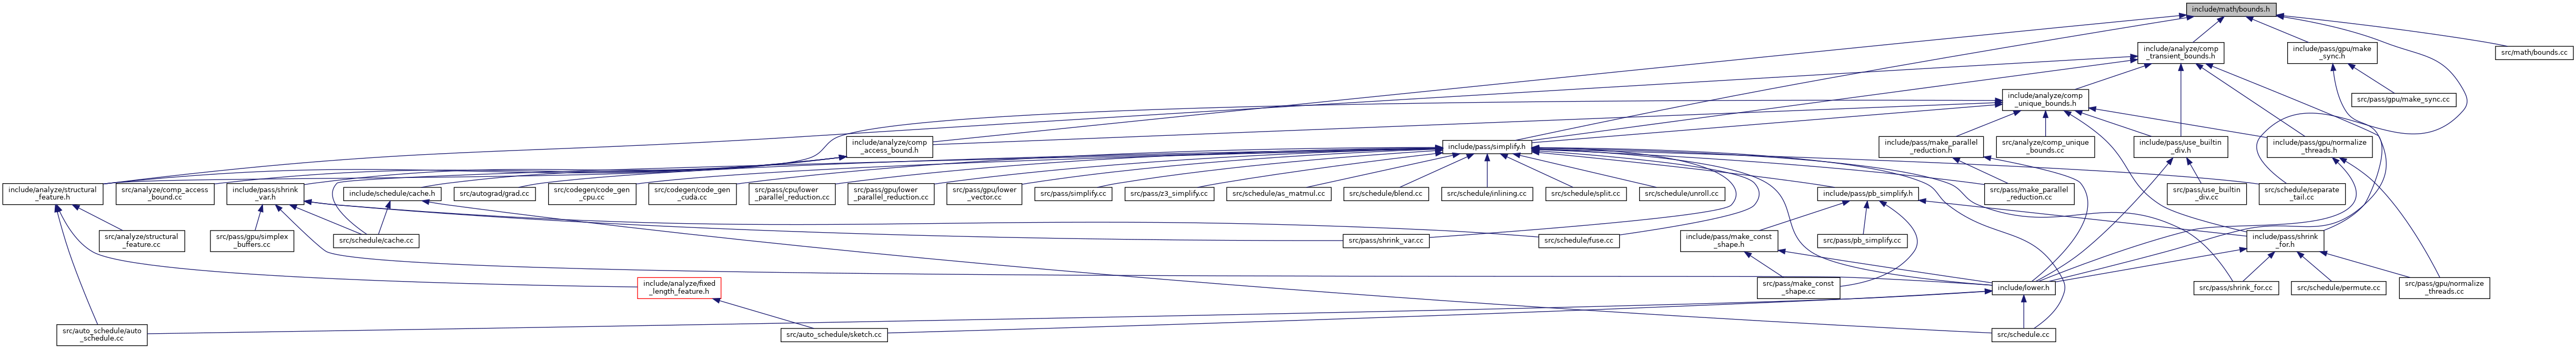 include/math/bounds.h
include/analyze/comp
_transient_bounds.h
include/pass/gpu/make
_sync.h
src/math/bounds.cc
include/analyze/comp
_unique_bounds.h
src/pass/gpu/make_sync.cc
include/analyze/comp
_access_bound.h
include/pass/simplify.h
include/pass/make_parallel
_reduction.h
src/analyze/comp_unique
_bounds.cc
include/pass/use_builtin
_div.h
include/pass/gpu/normalize
_threads.h
include/analyze/structural
_feature.h
src/analyze/comp_access
_bound.cc
include/pass/shrink
_var.h
include/schedule/cache.h
src/autograd/grad.cc
src/codegen/code_gen
_cpu.cc
src/codegen/code_gen
_cuda.cc
src/pass/cpu/lower
_parallel_reduction.cc
src/pass/gpu/lower
_parallel_reduction.cc
src/pass/gpu/lower
_vector.cc
src/pass/simplify.cc
src/pass/z3_simplify.cc
src/schedule/as_matmul.cc
src/schedule/blend.cc
src/schedule/inlining.cc
src/schedule/split.cc
src/schedule/unroll.cc
include/pass/pb_simplify.h
src/pass/make_parallel
_reduction.cc
src/pass/use_builtin
_div.cc
src/schedule/separate
_tail.cc
src/analyze/structural
_feature.cc
src/pass/gpu/simplex
_buffers.cc
src/schedule/cache.cc
src/pass/shrink_var.cc
src/schedule/fuse.cc
include/pass/make_const
_shape.h
src/pass/pb_simplify.cc
include/pass/shrink
_for.h
include/analyze/fixed
_length_feature.h
src/pass/make_const
_shape.cc
include/lower.h
src/pass/shrink_for.cc
src/schedule/permute.cc
src/pass/gpu/normalize
_threads.cc
src/auto_schedule/auto
_schedule.cc
src/auto_schedule/sketch.cc
src/schedule.cc